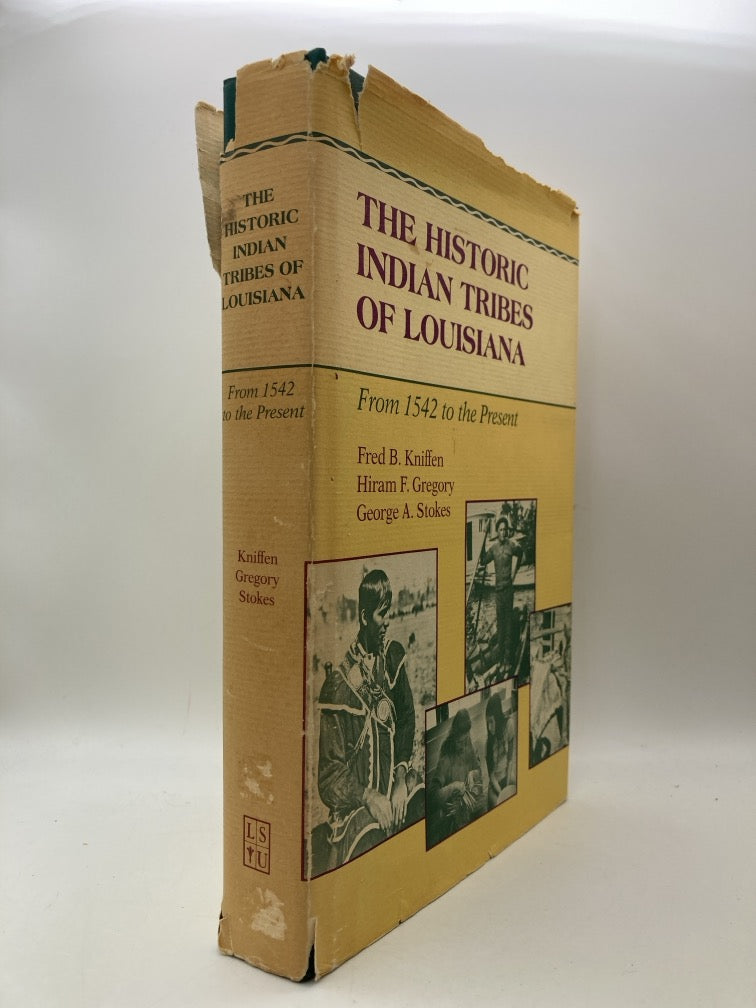 THE
HISTORIC
INDIAN
TRIBES OF
LOUISIANA
From 1542
to the Present
Kniffen
Gregory
Stokes
L S
U
THE HISTORIC
INDIAN TRIBES
OF LOUISIANA
From 1542 to the Present
Fred B. Kniffen
Hiram F. Gregory
George A. Stokes